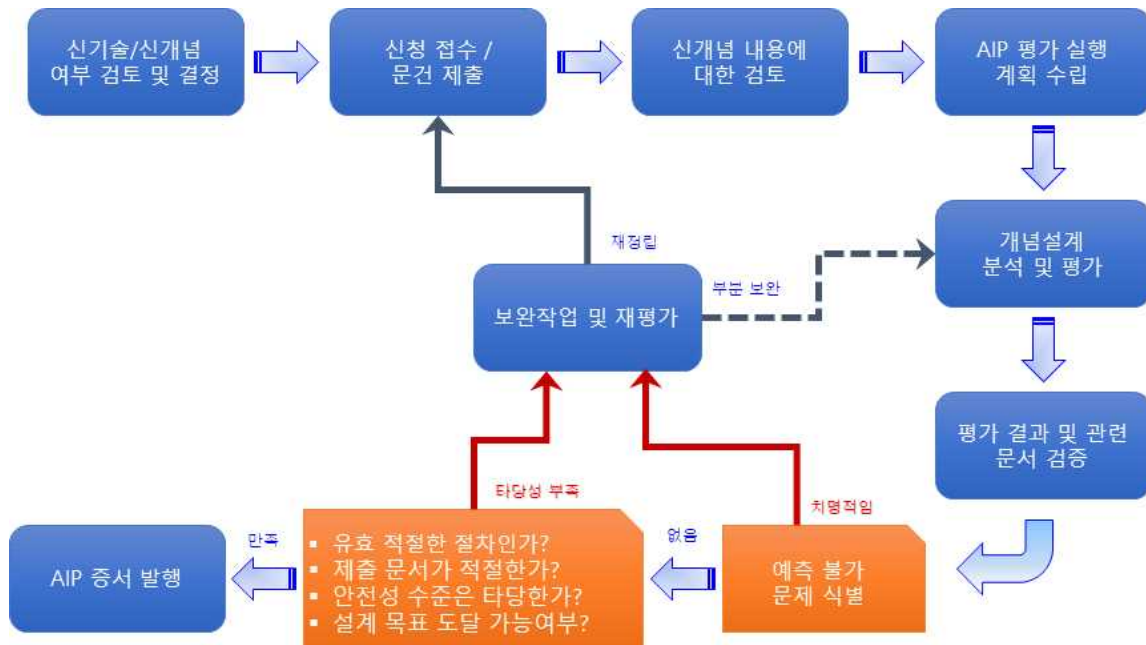 신기술/신개념
여부 검토 및 결정
신청 접수 /
문건 제출
신개념 내용에
대한 검토
AIP 평가 실행
계획 수립
재정립
개념설계
분석 및 평가
부분 보완
보완작업 및 재평가
평가 결과 및 관련
문서 검증
타당성 부족
치명적임
만족
없음
AIP 증서 발행
▪ 유효 적절한 절차인가?
▪ 제출 문서가 적절한가?
▪ 안전성 수준은 타당한가?
▪ 설계 목표 도달 가능여부?
예측 불가
문제 식별